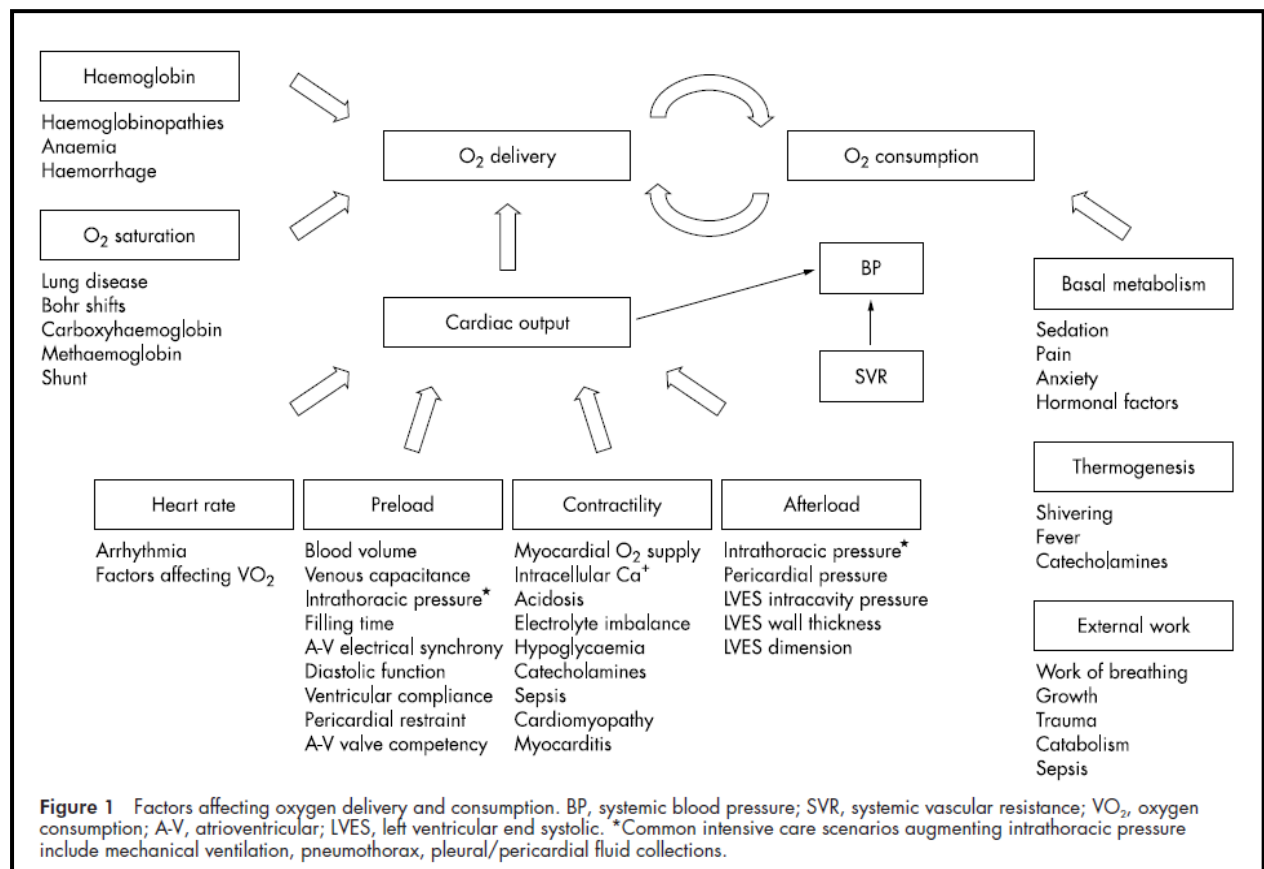 Haemoglobin
Haemoglobinopathies
Anaemia
Haemorrhage
O₂ delivery
O₂ consumption
O₂ saturation
Lung disease
Bohr shifts
Carboxyhaemoglobin
Methaemoglobin
Shunt
Cardiac output
BP
SVR
Basal metabolism
Sedation
Pain
Anxiety
Hormonal factors
Heart rate
Arrhythmia
Factors affecting VO₂
Preload
Blood volume
Venous capacitance
Intrathoracic pressure*
Filling time
A-V electrical synchrony
Diastolic function
Ventricular compliance
Pericardial restraint
A-V valve competency
Contractility
Myocardial O₂ supply
Intracellular Ca⁺
Acidosis
Electrolyte imbalance
Hypoglycaemia
Catecholamines
Sepsis
Cardiomyopathy
Myocarditis
Afterload
Intrathoracic pressure*
Pericardial pressure
LVES intracavity pressure
LVES wall thickness
LVES dimension
Thermogenesis
Shivering
Fever
Catecholamines
External work
Work of breathing
Growth
Trauma
Catabolism
Sepsis
Figure 1 Factors affecting oxygen delivery and consumption. BP, systemic blood pressure; SVR, systemic vascular resistance; VO₂, oxygen
consumption; A-V, atrioventricular; LVES, left ventricular end systolic. *Common intensive care scenarios augmenting intrathoracic pressure
include mechanical ventilation, pneumothorax, pleural/pericardial fluid collections.